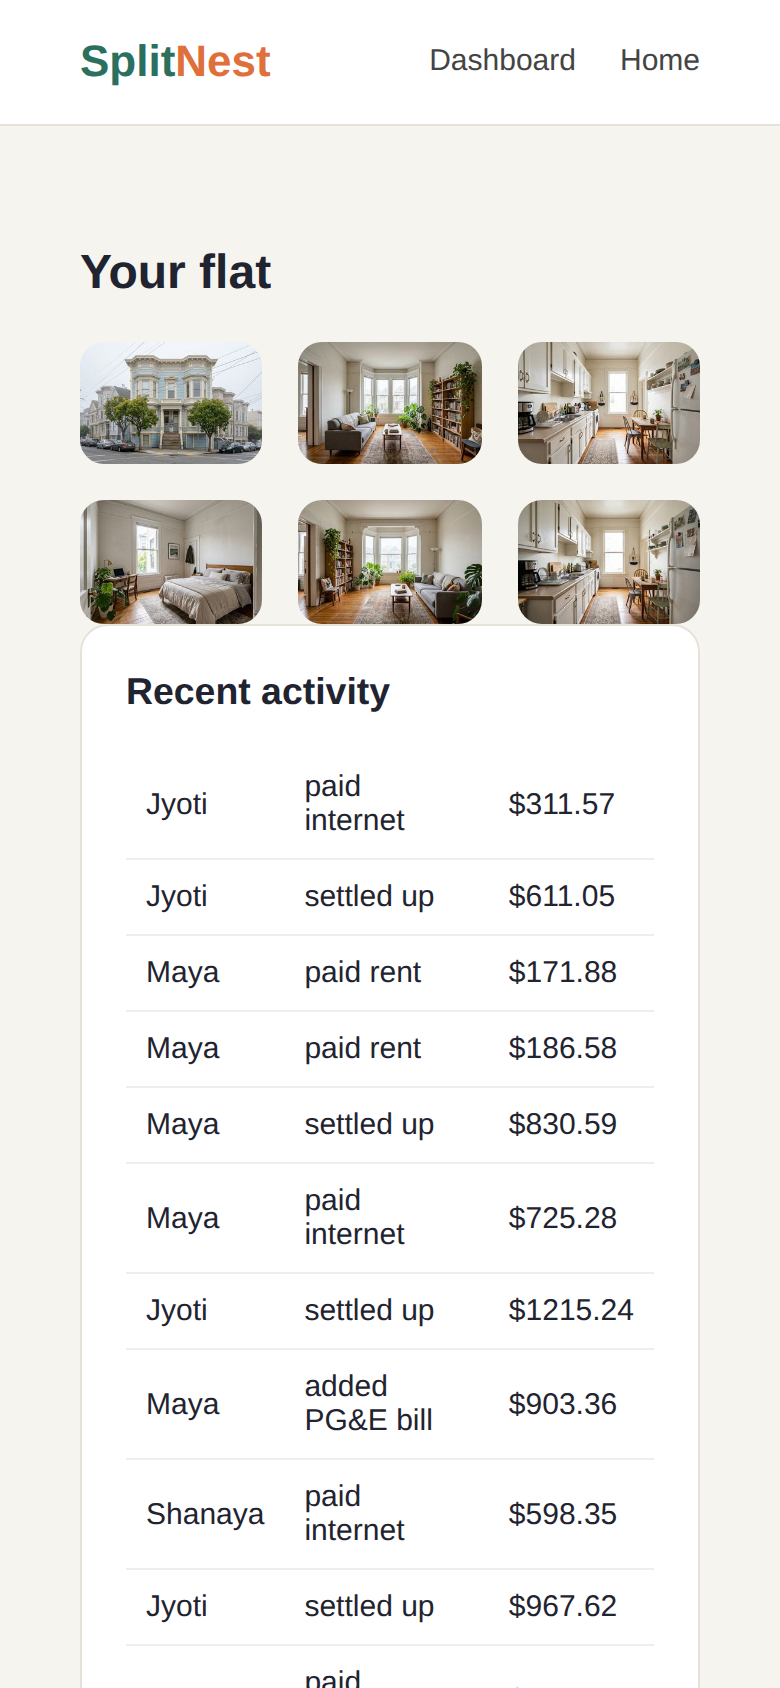 SplitNest
Dashboard Home
Your flat
Recent activity
Jyoti paid internet $311.57
Jyoti settled up $611.05
Maya paid rent $171.88
Maya paid rent $186.58
Maya settled up $830.59
Maya paid internet $725.28
Jyoti settled up $1215.24
Maya added PG&E bill $903.36
Shanaya paid internet $598.35
Jyoti settled up $967.62
paid